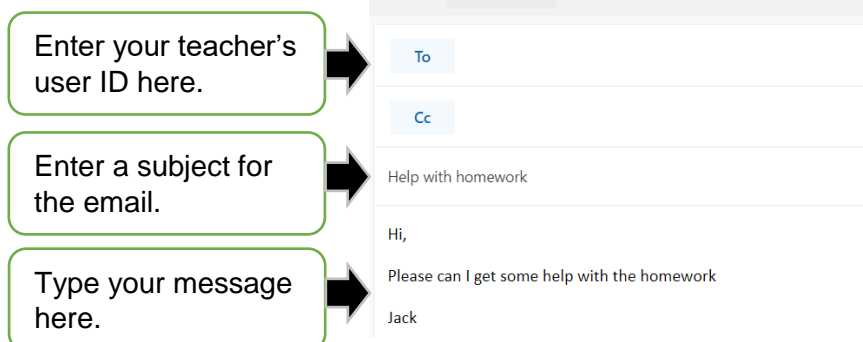 Enter your teacher’s
user ID here.
To
Cc
Enter a subject for
the email.
Help with homework
Hi,
Type your message
here.
Please can I get some help with the homework
Jack